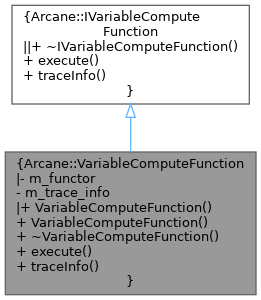 {Arcane::IVariableCompute
Function
||+ ~IVariableComputeFunction()
+ execute()
+ traceInfo()
}
{Arcane::VariableComputeFunction
|- m_functor
- m_trace_info
|+ VariableComputeFunction()
+ VariableComputeFunction()
+ ~VariableComputeFunction()
+ execute()
+ traceInfo()
}